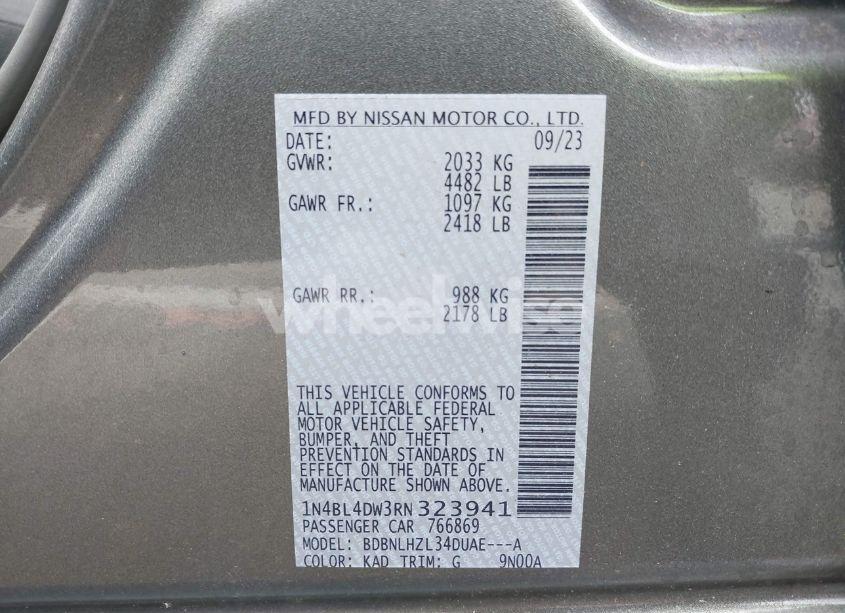 MFD BY NISSAN MOTOR CO., LTD.
DATE: 09/23
GVWR: 2033 KG
4482 LB
GAWR FR.: 1097 KG
2418 LB
GAWR RR.: 988 KG
2178 LB
wheelwise
THIS VEHICLE CONFORMS TO
ALL APPLICABLE FEDERAL
MOTOR VEHICLE SAFETY,
BUMPER, AND THEFT
PREVENTION STANDARDS IN
EFFECT ON THE DATE OF
MANUFACTURE SHOWN ABOVE.
1N4BL4DW3RN323941
PASSENGER CAR 766869
MODEL: BDBNLHZL34DUAE---A
COLOR: KAD TRIM: G 9N00A